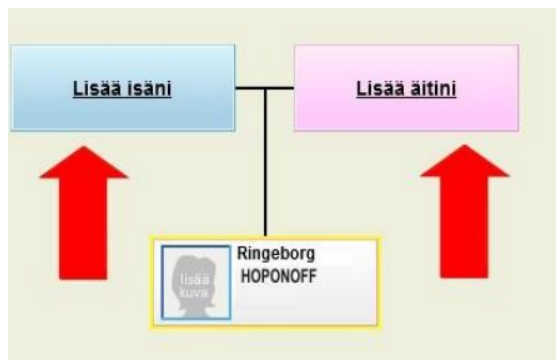 Lisää isäni
Lisää äitini
Ringeborg
HOPONOFF
lisää
kuva